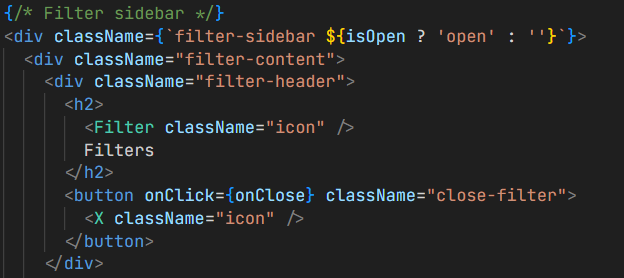 {/* Filter sidebar */}
<div className={`filter-sidebar ${isOpen ? 'open' : ''}`}>
<div className="filter-content">
<div className="filter-header">
<h2>
<Filter className="icon" />
Filters
</h2>
<button onClick={onClose} className="close-filter">
<X className="icon" />
</button>
</div>